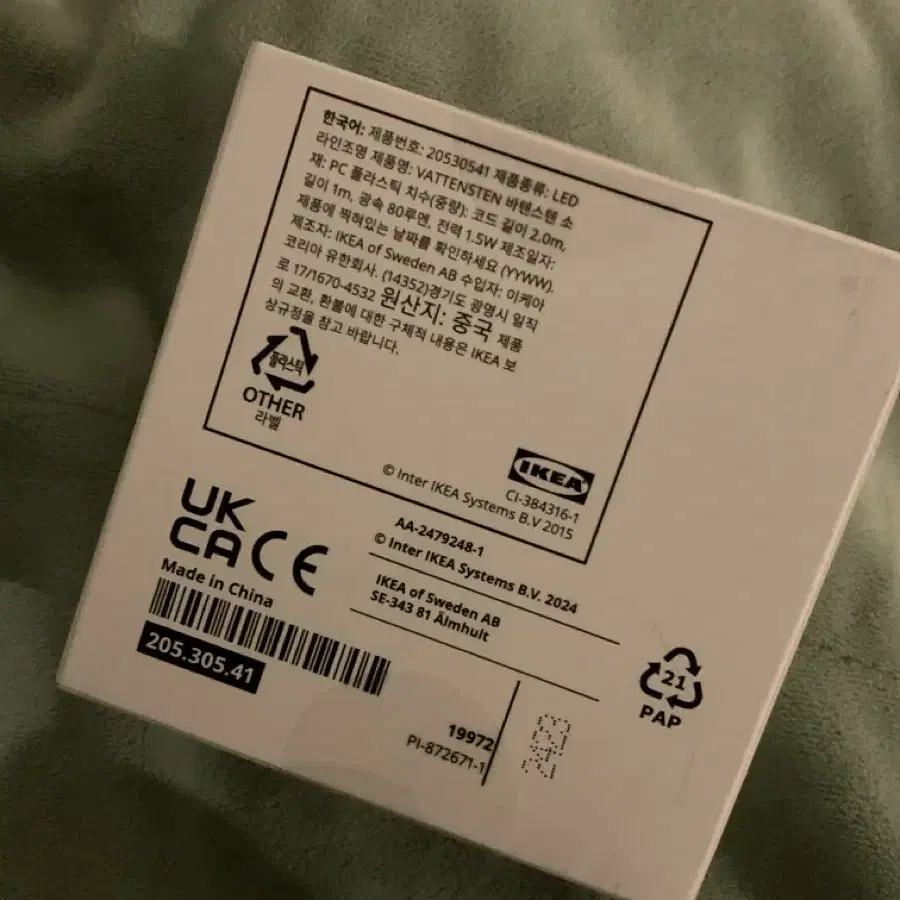 한국어: 제품번호: 20530541 제품종류: LED
라인조명 제품명: VATTENSTEN 바텐스텐 소
재: PC 플라스틱 치수(중량): 코드 길이 2.0m,
길이 1m, 광속 80루멘, 전력 1.5W 제조일자:
제품에 찍혀있는 날짜를 확인하세요 (YYWW).
제조자: IKEA of Sweden AB 수입자: 이케아
코리아 유한회사. (14352)경기도 광명시 일직
로 17/1670-4532 원산지: 중국 제품
의 교환, 환불에 대한 구체적 내용은 IKEA 보
상규정을 참고 바랍니다.
플라스틱
OTHER
라벨
IKEA
CI-384316-1
© Inter IKEA Systems B.V 2015
UK
CA CE
AA-2479248-1
© Inter IKEA Systems B.V. 2024
IKEA of Sweden AB
SE-343 81 Älmhult
Made in China
205.305.41
21
PAP
19972
PI-872671-1